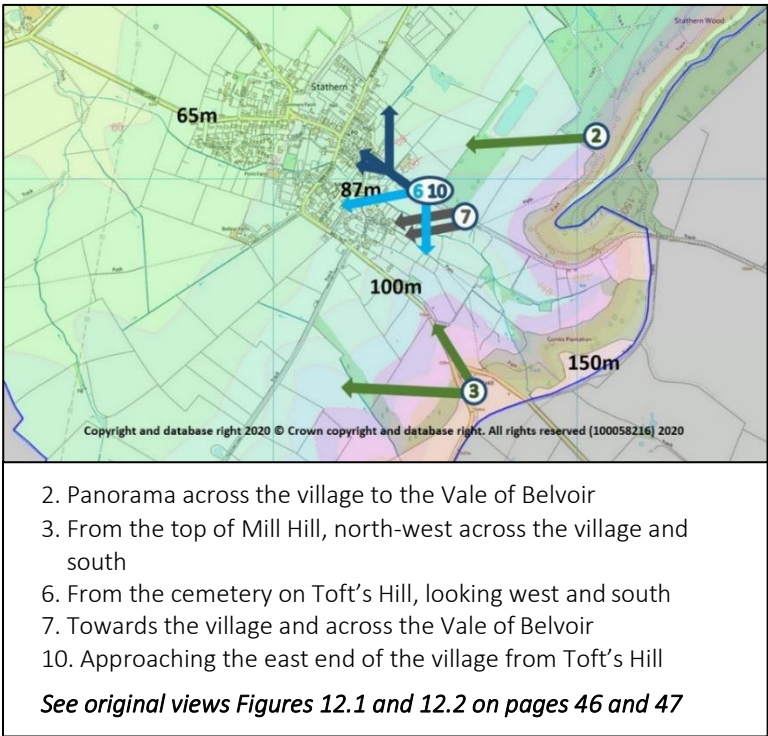 Stathern Wood
Stathern
65m
2
87m
6 10
7
100m
Combs Plantation
150m
3
Copyright and database right 2020 © Crown copyright and database right. All rights reserved (100058216) 2020
2. Panorama across the village to the Vale of Belvoir
3. From the top of Mill Hill, north-west across the village and
south
6. From the cemetery on Toft’s Hill, looking west and south
7. Towards the village and across the Vale of Belvoir
10. Approaching the east end of the village from Toft’s Hill
See original views Figures 12.1 and 12.2 on pages 46 and 47